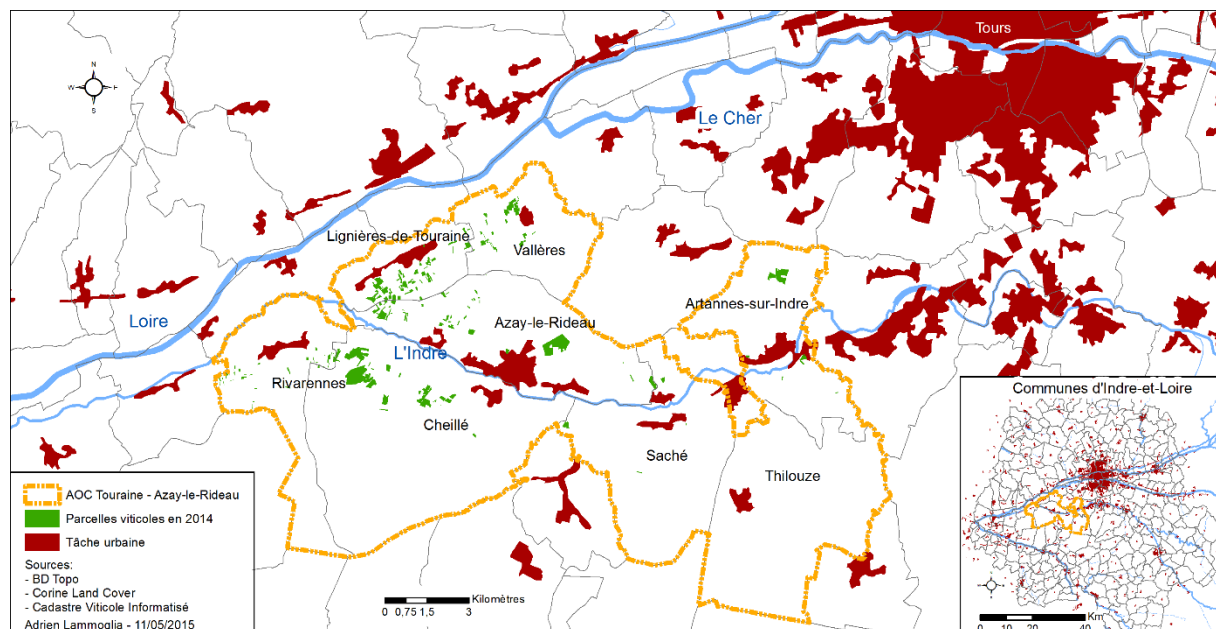 Tours
N
W
S
Le Cher
Lignières-de-Touraine
Vallères
Artannes-sur-Indre
Loire
Azay-le-Rideau
L'Indre
Rivarennes
Cheillé
Saché
Thilouze
AOC Touraine - Azay-le-Rideau
Parcelles viticoles en 2014
Tâche urbaine
Sources:
- BD Topo
- Corine Land Cover
- Cadastre Viticole Informatisé
Adrien Lammoglia - 11/05/2015
Kilomètres
0 0,75 1,5 3
Communes d'Indre-et-Loire
Km
0 10 20 40